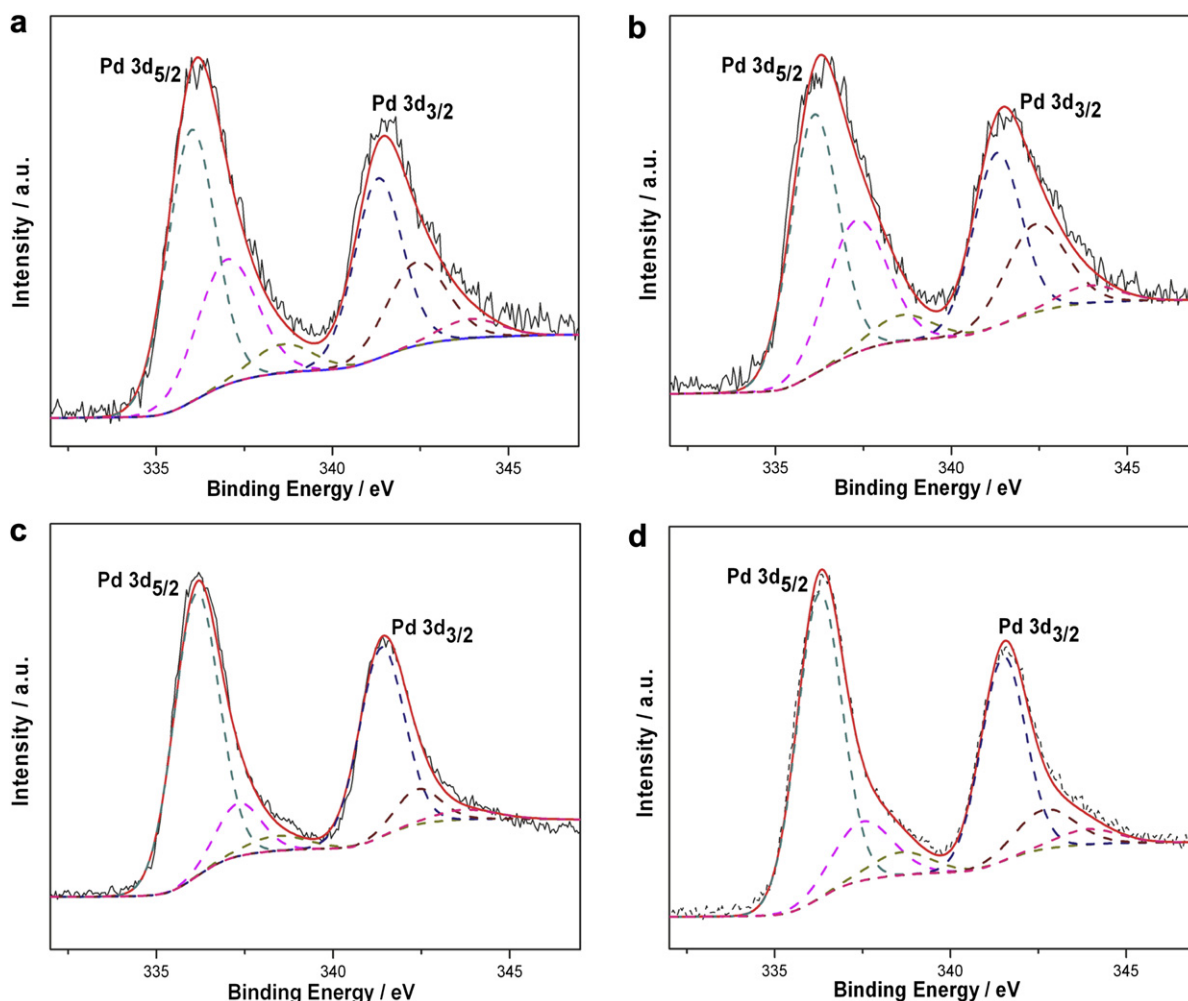 a
Pd 3d5/2
Pd 3d3/2
Intensity / a.u.
335
340
345
Binding Energy / eV
b
Pd 3d5/2
Pd 3d3/2
Intensity / a.u.
335
340
345
Binding Energy / eV
c
Pd 3d5/2
Pd 3d3/2
Intensity / a.u.
335
340
345
Binding Energy / eV
d
Pd 3d5/2
Pd 3d3/2
Intensity / a.u.
335
340
345
Binding Energy / eV